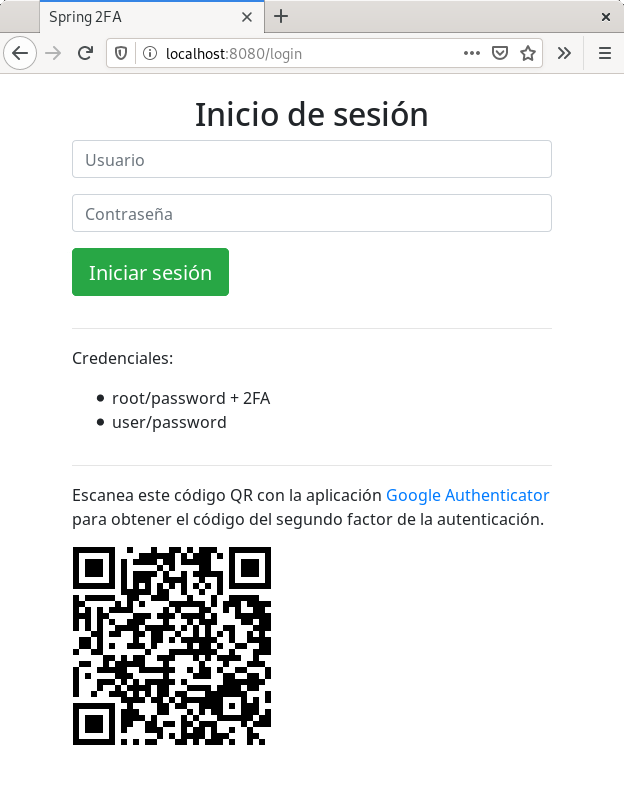 Spring 2FA
localhost:8080/login
Inicio de sesión
Usuario
Contraseña
Iniciar sesión
Credenciales:
root/password + 2FA
user/password
Escanea este código QR con la aplicación Google Authenticator
para obtener el código del segundo factor de la autenticación.